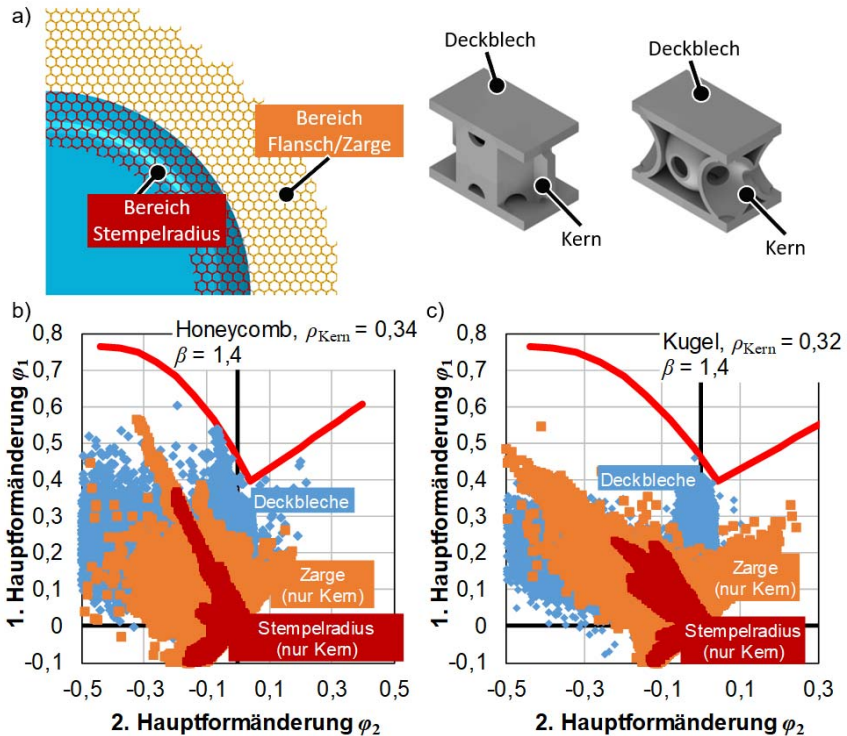 a)
Bereich
Flansch/Zarge
Bereich
Stempelradius
Deckblech
Kern
Deckblech
Kern
b)
Honeycomb, ρKern = 0,34
β = 1,4
1. Hauptformänderung φ1
0,8
0,7
0,6
0,5
0,4
0,3
0,2
0,1
0
-0,1
Deckbleche
Zarge
(nur Kern)
Stempelradius
(nur Kern)
-0,5 -0,3 -0,1 0,1 0,3 0,5
2. Hauptformänderung φ2
c)
Kugel, ρKern = 0,32
β = 1,4
1. Hauptformänderung φ1
0,8
0,7
0,6
0,5
0,4
0,3
0,2
0,1
0
-0,1
Deckbleche
Zarge
(nur Kern)
Stempelradius
(nur Kern)
-0,5 -0,3 -0,1 0,1 0,3
2. Hauptformänderung φ2